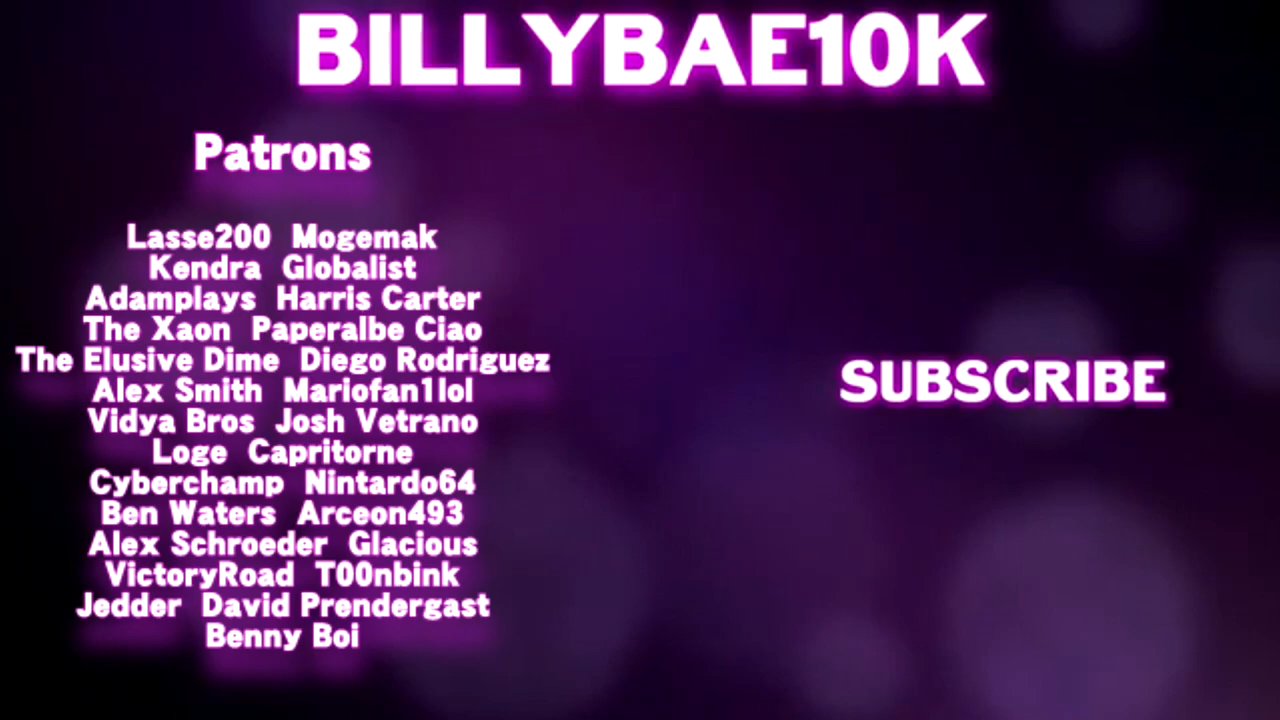 BILLYBAE10K
Patrons
Lasse200 Mogemak
Kendra Globalist
Adamplays Harris Carter
The Xaon Paperalbe Ciao
The Elusive Dime Diego Rodriguez
Alex Smith Mariofan1lol
Vidya Bros Josh Vetrano
Loge Capritorne
Cyberchamp Nintardo64
Ben Waters Arceon493
Alex Schroeder Glacious
VictoryRoad T00nbink
Jedder David Prendergast
Benny Boi
SUBSCRIBE